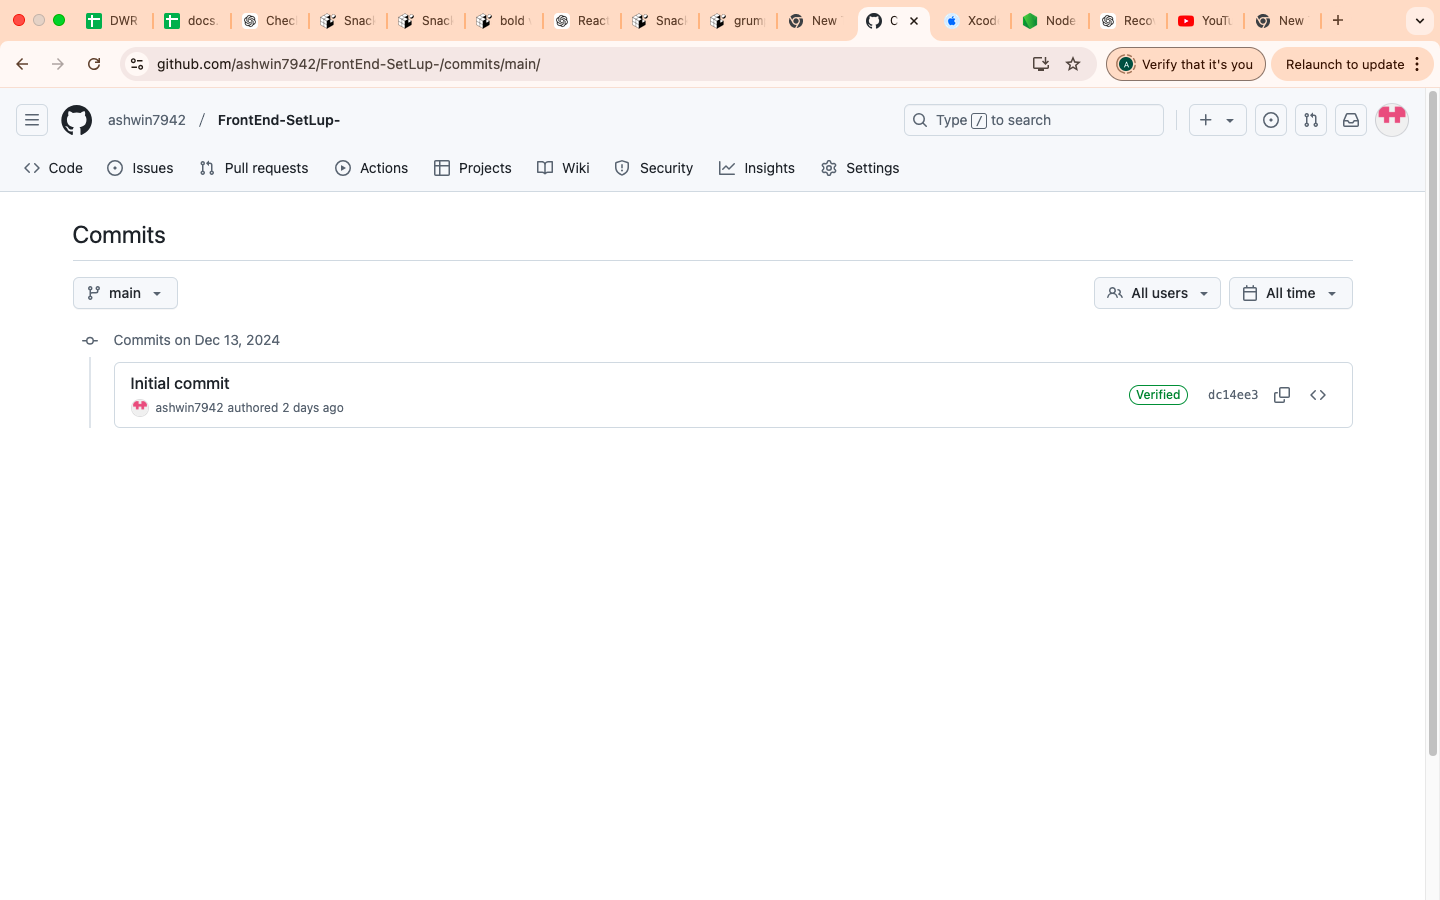 DWR docs. Chec Snack Snack bold React Snack grum New C Xcod Node Reco YouTu New
github.com/ashwin7942/FrontEnd-SetLup-/commits/main/ A Verify that it's you Relaunch to update
ashwin7942 / FrontEnd-SetLup- Type / to search
Code Issues Pull requests Actions Projects Wiki Security Insights Settings
Commits
main All users All time
Commits on Dec 13, 2024
Initial commit
ashwin7942 authored 2 days ago Verified dc14ee3